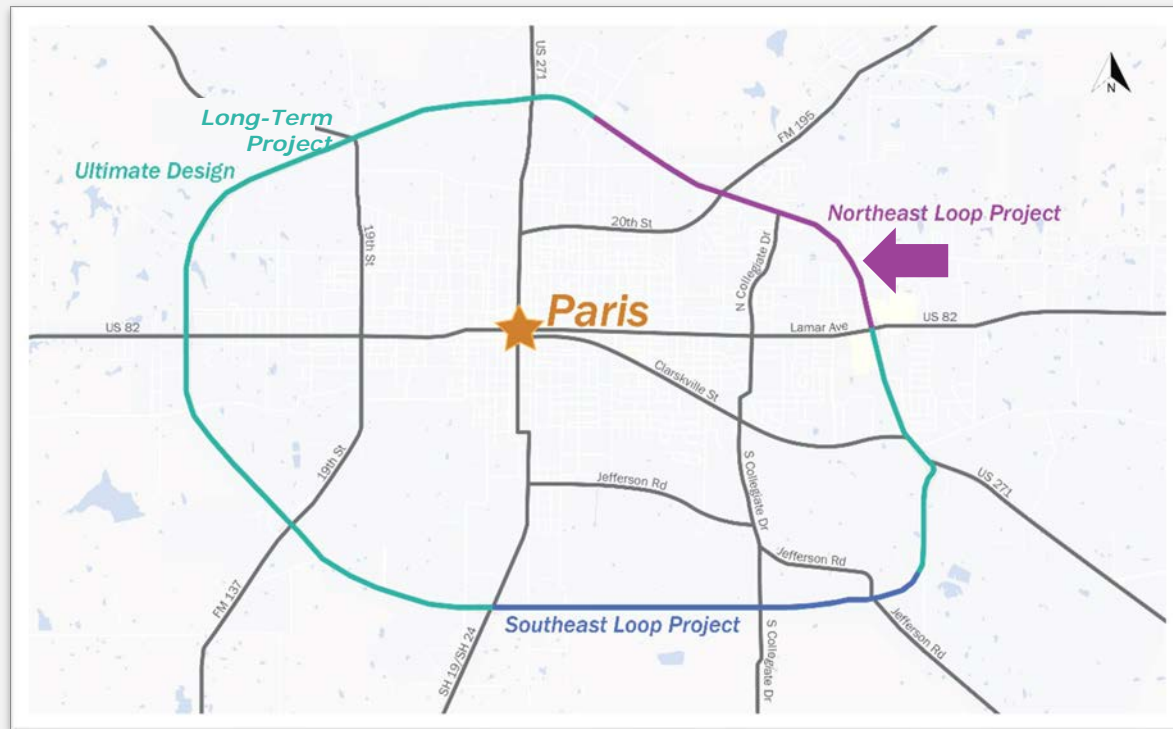 US 271
N
Long-Term
Project
FM 195
Ultimate Design
Northeast Loop Project
20th St
19th St
N Collegiate Dr
Paris
US 82
Lamar Ave
US 82
Clarskville St
19th St
S Collegiate Dr
US 271
Jefferson Rd
Jefferson Rd
FM 137
Southeast Loop Project
SH 19/SH 24
S Collegiate Dr
Jefferson Rd